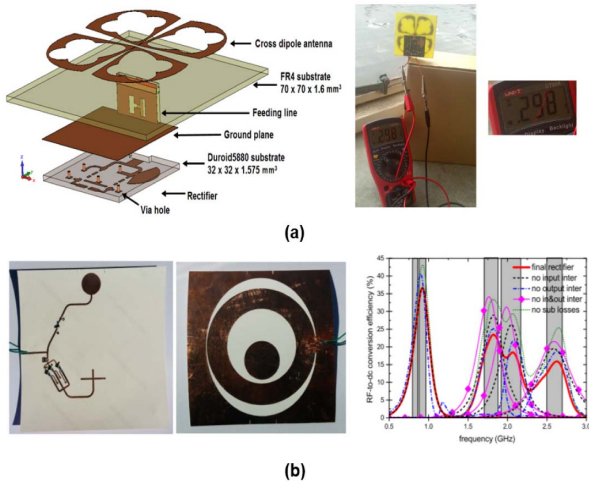 Cross dipole antenna
FR4 substrate
70 x 70 x 1.6 mm³
Feeding line
Ground plane
Duroid5880 substrate
32 x 32 x 1.575 mm³
Rectifier
Via hole
298
UNI-T
298
(a)
RF-to-dc conversion efficiency (%)
45
40
35
30
25
20
15
10
5
0
final rectifier
no input inter
no output inter
no in&out inter
no sub losses
0.5 1.0 1.5 2.0 2.5 3.0
frequency (GHz)
(b)